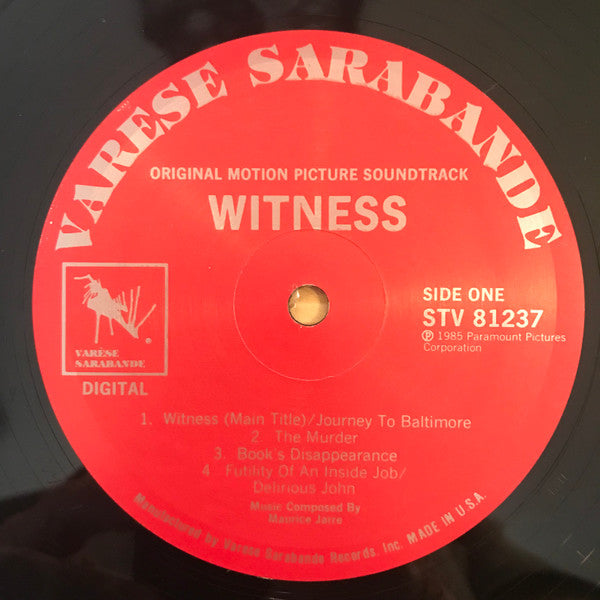 VARÈSE SARABANDE
ORIGINAL MOTION PICTURE SOUNDTRACK
WITNESS
SIDE ONE
STV 81237
℗ 1985 Paramount Pictures
Corporation
VARÈSE
SARABANDE
DIGITAL
1. Witness (Main Title)/Journey To Baltimore
2. The Murder
3. Book's Disappearance
4 Futility Of An Inside Job/
Delirious John
Music Composed By
Maurice Jarre
Manufactured by Varese Sarabande Records, Inc. MADE IN U.S.A.